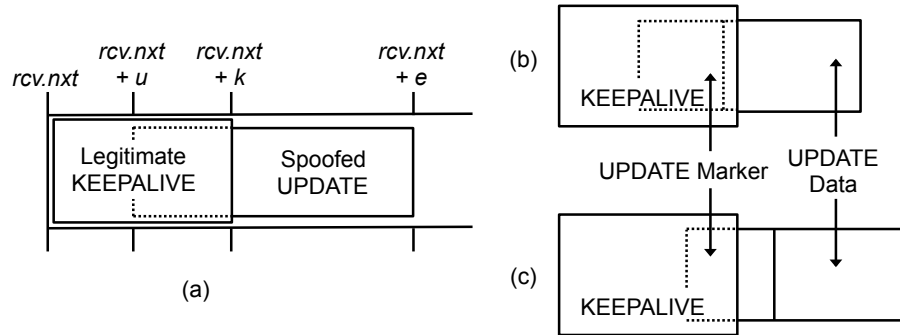 rcv.nxt
rcv.nxt + u
rcv.nxt + k
rcv.nxt + e
Legitimate
KEEPALIVE
Spoofed
UPDATE
(a)
(b)
KEEPALIVE
UPDATE Marker
UPDATE
Data
(c)
KEEPALIVE